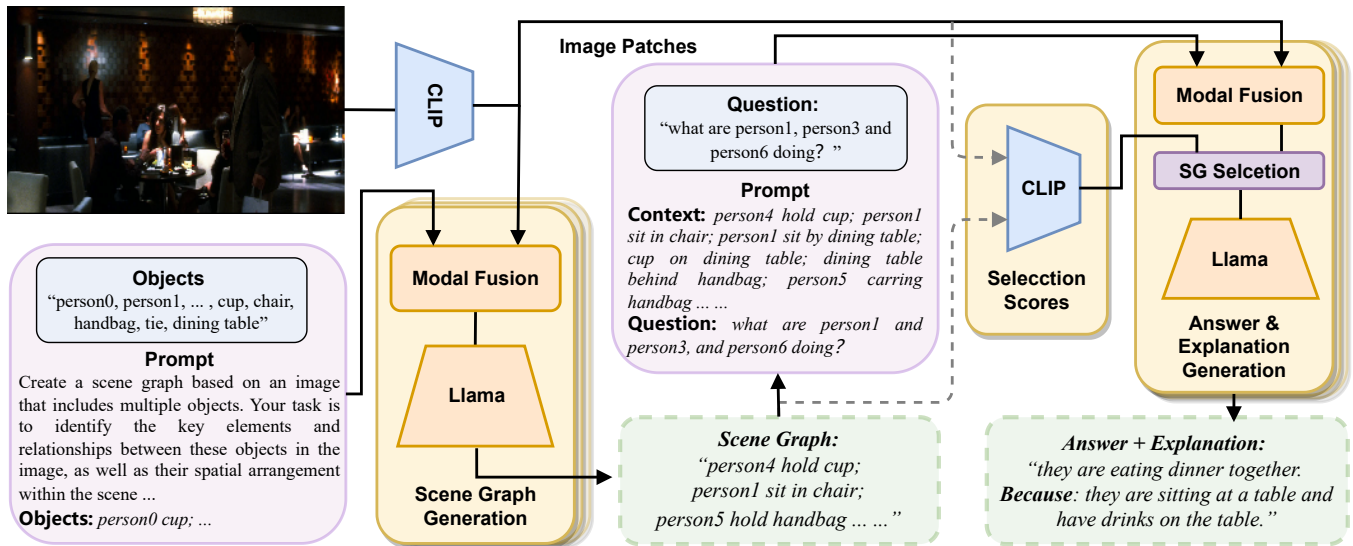 CLIP
Image Patches
Objects
“person0, person1, ... , cup, chair,
handbag, tie, dining table”
Prompt
Create a scene graph based on an image
that includes multiple objects. Your task is
to identify the key elements and
relationships between these objects in the
image, as well as their spatial arrangement
within the scene ...
Objects: person0 cup; ...
Modal Fusion
Llama
Scene Graph
Generation
Question:
“what are person1, person3 and
person6 doing? ”
Prompt
Context: person4 hold cup; person1
sit in chair; person1 sit by dining table;
cup on dining table; dining table
behind handbag; person5 carring
handbag ... ...
Question: what are person1 and
person3, and person6 doing?
Scene Graph:
“person4 hold cup;
person1 sit in chair;
person5 hold handbag ... ...”
CLIP
Selecction
Scores
Modal Fusion
SG Selcetion
Llama
Answer &
Explanation
Generation
Answer + Explanation:
“they are eating dinner together.
Because: they are sitting at a table and
have drinks on the table.”